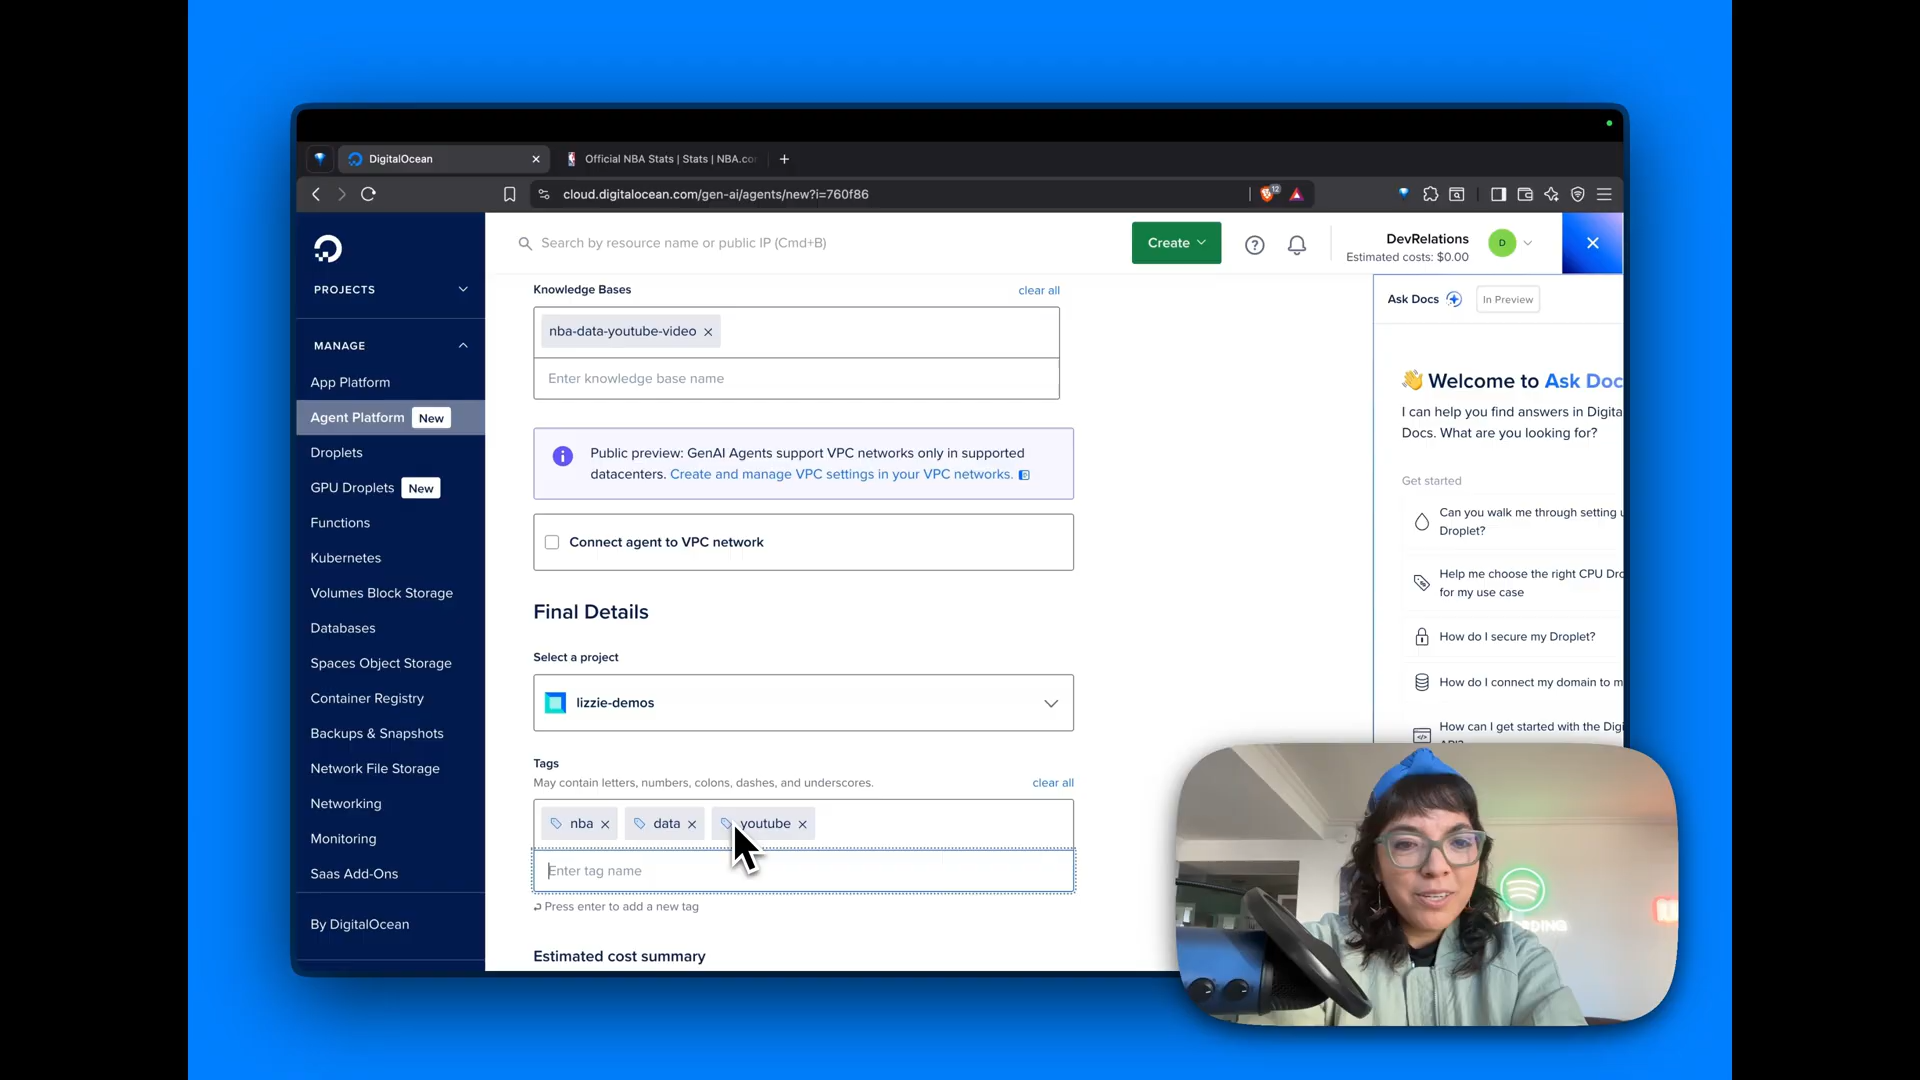 DigitalOcean
Official NBA Stats | Stats | NBA.co
cloud.digitalocean.com/gen-ai/agents/new?i=760f86
12
Search by resource name or public IP (Cmd+B)
Create
DevRelations
Estimated costs: $0.00
D
PROJECTS
MANAGE
App Platform
Agent Platform New
Droplets
GPU Droplets New
Functions
Kubernetes
Volumes Block Storage
Databases
Spaces Object Storage
Container Registry
Backups & Snapshots
Network File Storage
Networking
Monitoring
Saas Add-Ons
By DigitalOcean
Knowledge Bases
clear all
nba-data-youtube-video
Enter knowledge base name
Public preview: GenAI Agents support VPC networks only in supported
datacenters. Create and manage VPC settings in your VPC networks.
Connect agent to VPC network
Final Details
Select a project
lizzie-demos
Tags
May contain letters, numbers, colons, dashes, and underscores.
clear all
nba
data
youtube
Enter tag name
Press enter to add a new tag
Estimated cost summary
Ask Docs
In Preview
👋 Welcome to Ask Doc
I can help you find answers in Digita
Docs. What are you looking for?
Get started
Can you walk me through setting u
Droplet?
Help me choose the right CPU Dro
for my use case
How do I secure my Droplet?
How do I connect my domain to m
How can I get started with the Digi